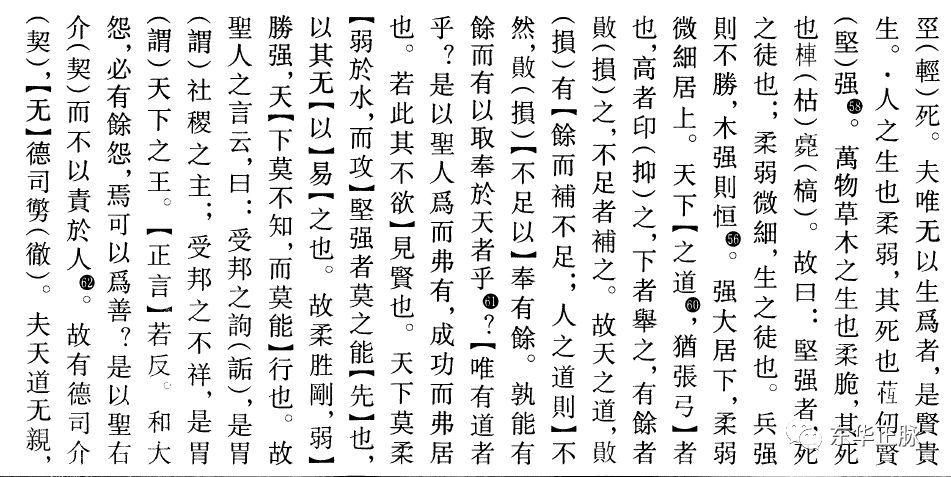 巠(輕)死。夫唯无以生爲者,是賢貴
生。·人之生也柔弱,其死也仞賢
(堅)强58。萬物草木之生也柔脆,其死
也(枯)薨(槁)。故曰:堅强者,死
之徒也;柔弱微細,生之徒也。兵强
則不勝,木强則恒56。强大居下,柔弱
微細居上。天下【之道60,猶張弓】者
也,高者印(抑)之,下者舉之,有餘者
敯(損)之,不足者補之。故天之道,敯
(損)有【餘而補不足;人之道則】不
然,敯(損)【不足以】奉有餘。孰能有
餘而有以取奉於天者乎61?【唯有道者
乎?是以聖人爲而弗有,成功而弗居
也。若此其不欲】見賢也。天下莫柔
【弱於水,而攻】堅强者莫之能【先】也,
以其无【以】易【之也。故柔胜剛,弱】
勝强,天【下莫不知,而莫能】行也。故
聖人之言云,曰:受邦之訽(詬),是胃
(謂)社稷之主;受邦之不祥,是胃
(謂)天下之王。【正言】若反。和大
怨,必有餘怨,焉可以爲善?是以聖右
介(契)而不以責於人62。故有德司介
(契),【无】德司勶(徹)。夫天道无親,
东华正脉